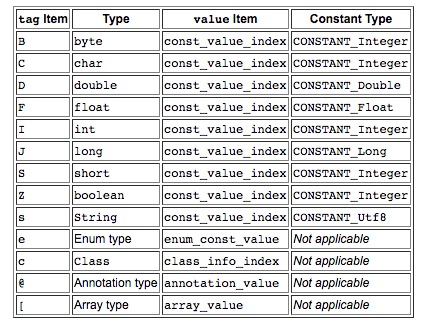 tag Item Type value Item Constant Type
B byte const_value_index CONSTANT_Integer
C char const_value_index CONSTANT_Integer
D double const_value_index CONSTANT_Double
F float const_value_index CONSTANT_Float
I int const_value_index CONSTANT_Integer
J long const_value_index CONSTANT_Long
S short const_value_index CONSTANT_Integer
Z boolean const_value_index CONSTANT_Integer
s String const_value_index CONSTANT_Utf8
e Enum type enum_const_value Not applicable
c Class class_info_index Not applicable
@ Annotation type annotation_value Not applicable
[ Array type array_value Not applicable